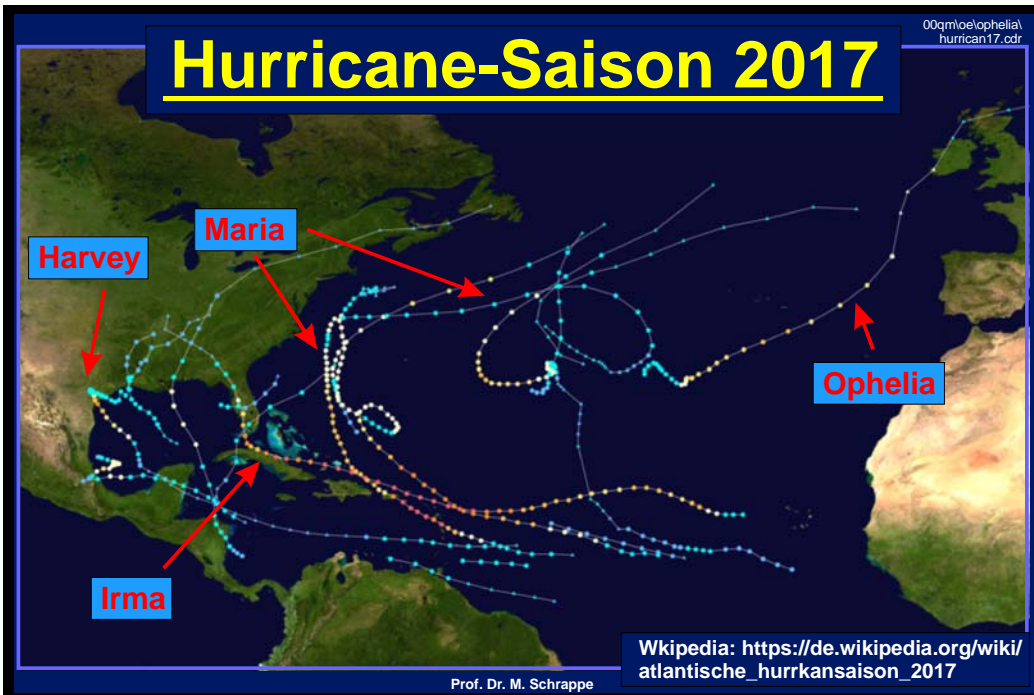 00qm\oe\ophelia\
hurrican17.cdr
Hurricane-Saison 2017
Maria
Harvey
Ophelia
Irma
Wkipedia: https://de.wikipedia.org/wiki/
atlantische_hurrkansaison_2017
Prof. Dr. M. Schrappe